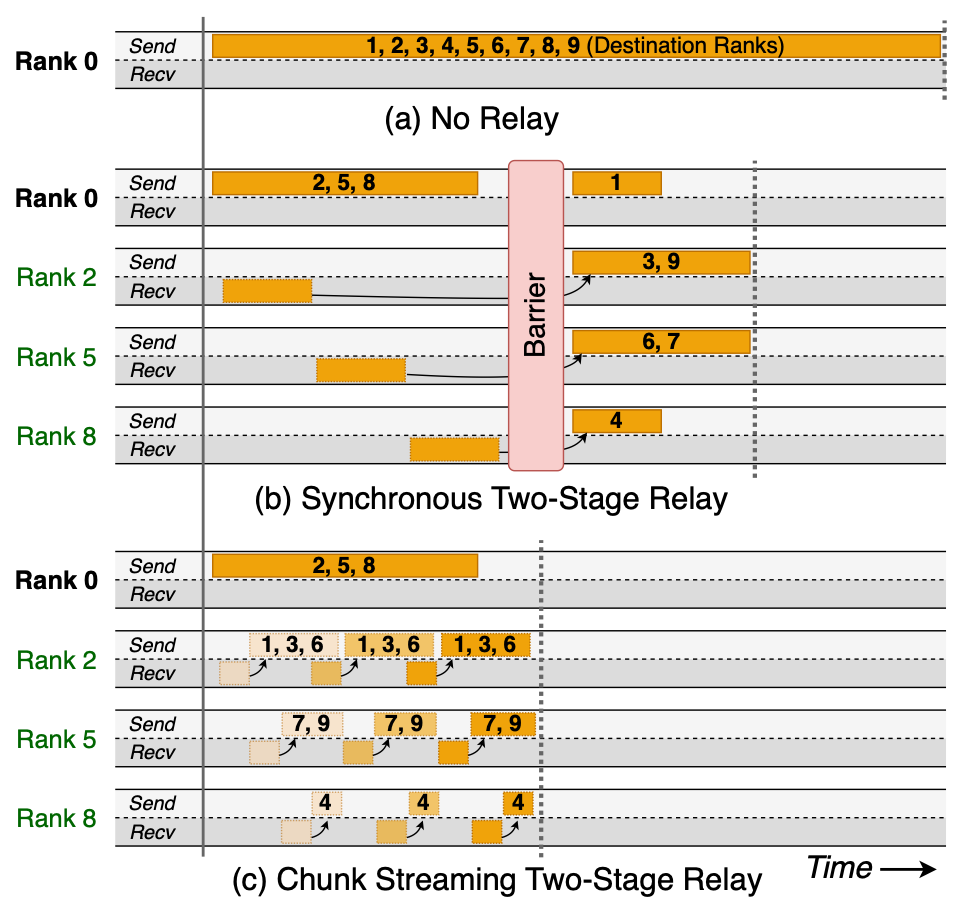 Rank 0
Send
1, 2, 3, 4, 5, 6, 7, 8, 9 (Destination Ranks)
Recv
(a) No Relay
Rank 0
Send
2, 5, 8
1
Recv
Rank 2
Send
3, 9
Recv
Barrier
Rank 5
Send
6, 7
Recv
Rank 8
Send
4
Recv
(b) Synchronous Two-Stage Relay
Rank 0
Send
2, 5, 8
Recv
Rank 2
Send
1, 3, 6
1, 3, 6
1, 3, 6
Recv
Rank 5
Send
7, 9
7, 9
7, 9
Recv
Rank 8
Send
4
4
4
Recv
Time
(c) Chunk Streaming Two-Stage Relay